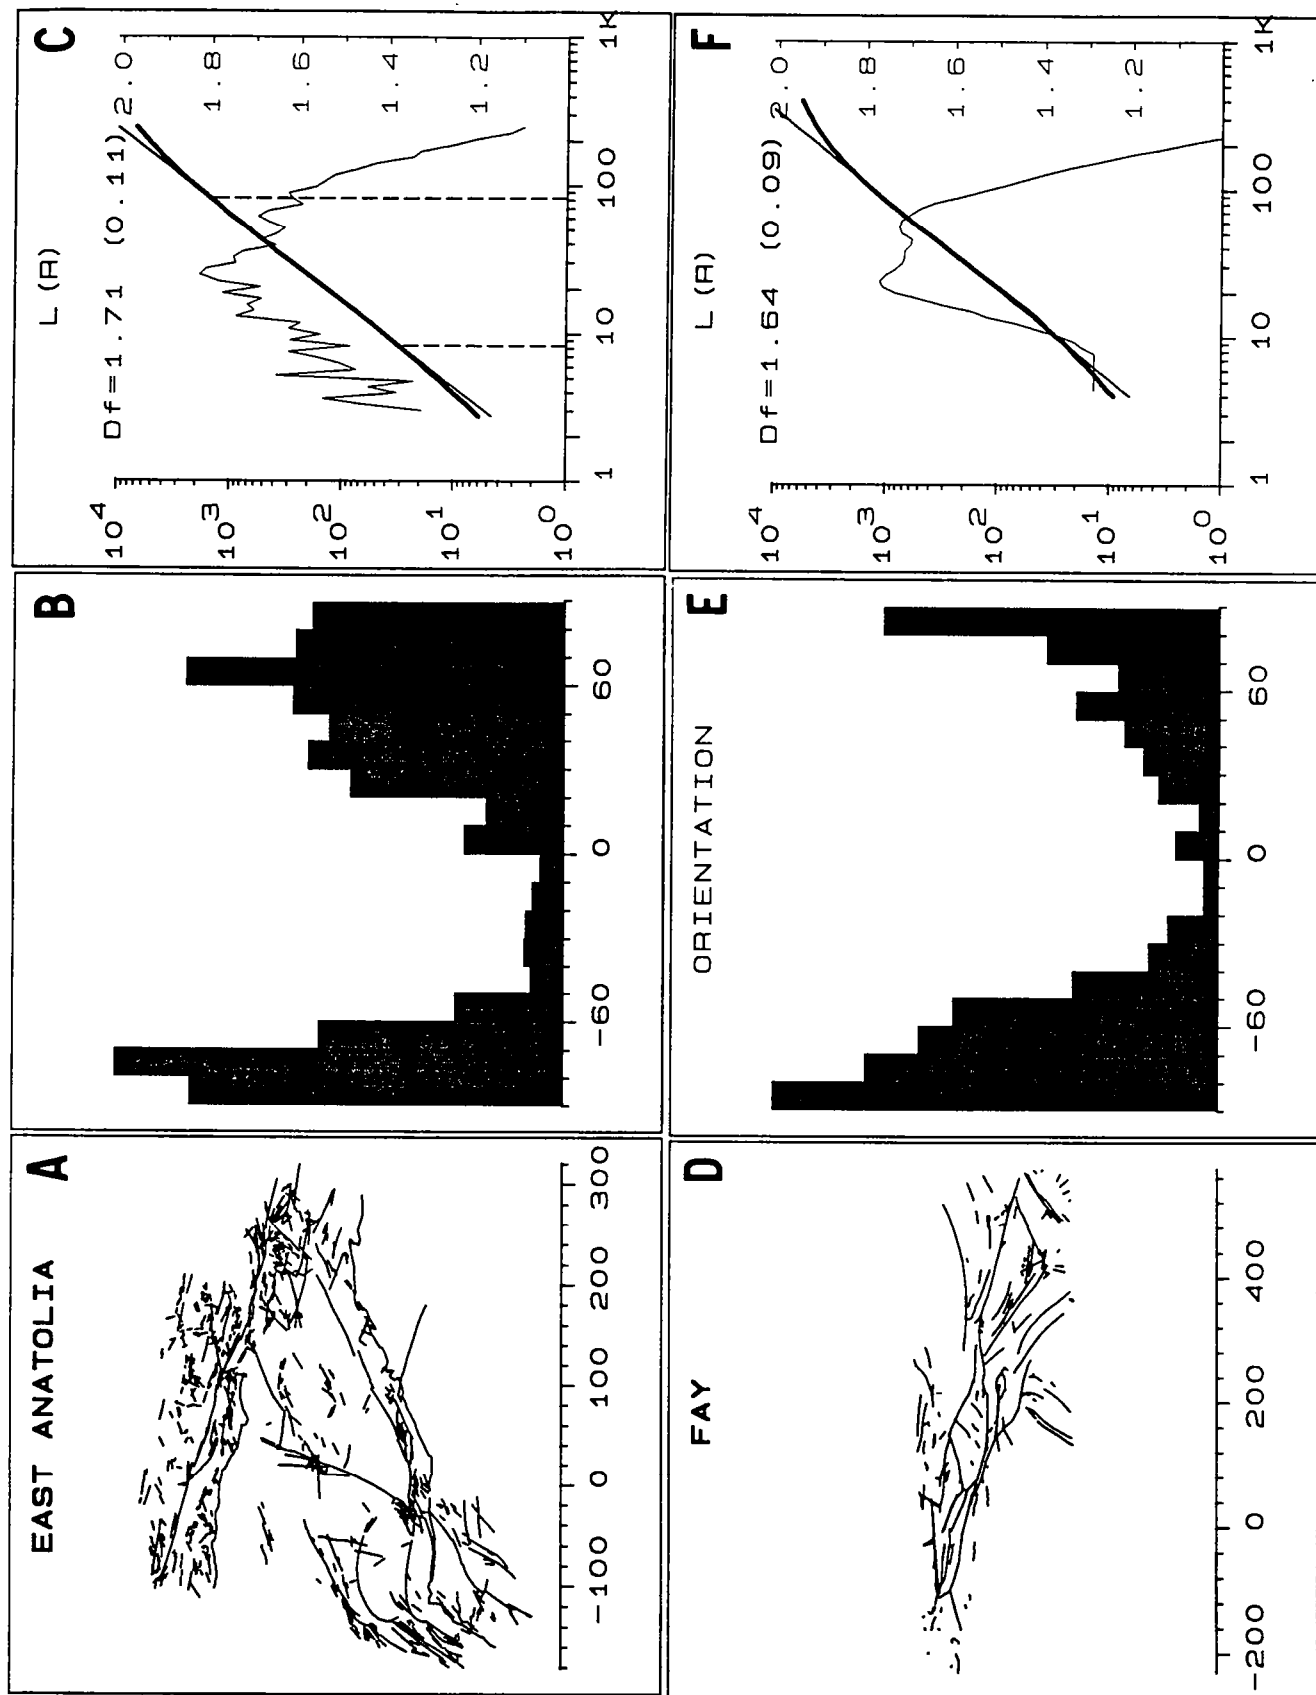 EAST ANATOLIA
A
-100 0 100 200 300
B
-60 0 60
C
L(R)
Df=1.71 (0.11)
10^4
10^3
10^2
10^1
10^0
2.0
1.8
1.6
1.4
1.2
1 10 100 1K
FAY
D
-200 0 200 400
E
ORIENTATION
-60 0 60
F
L(R)
Df=1.64 (0.09)
10^4
10^3
10^2
10^1
10^0
2.0
1.8
1.6
1.4
1.2
1 10 100 1K